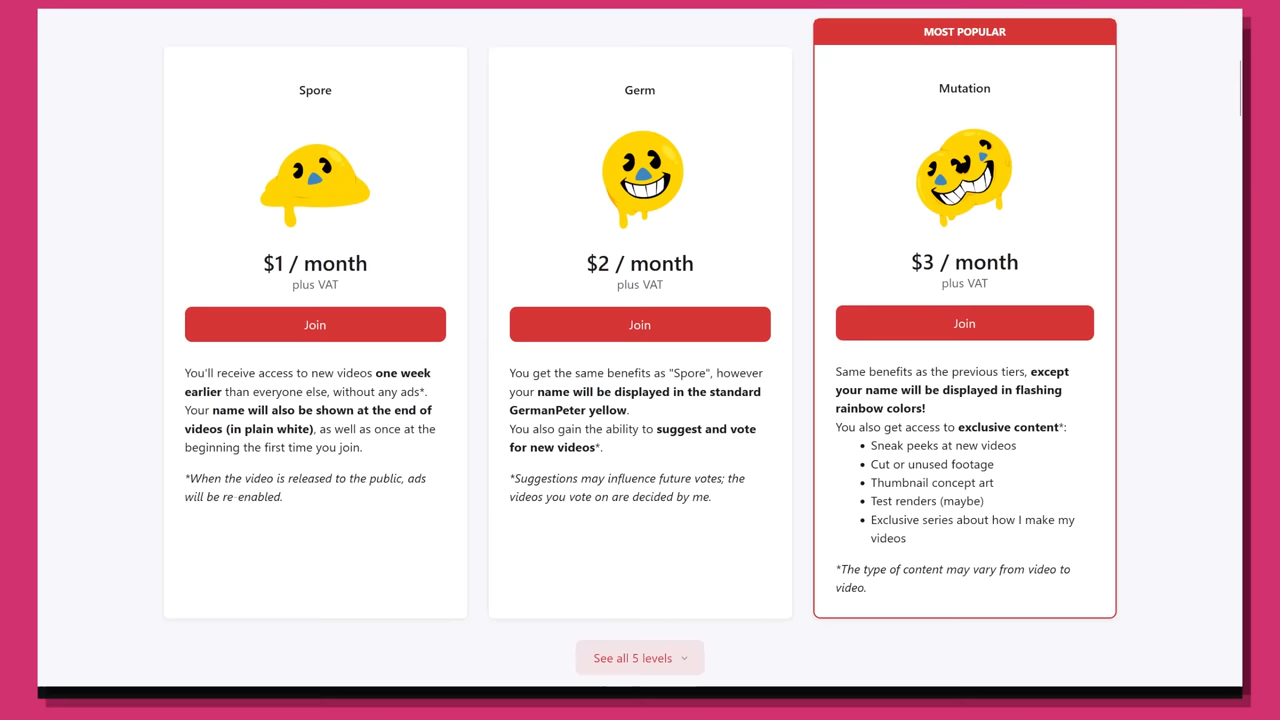 MOST POPULAR
Spore
$1 / month
plus VAT
Join
You'll receive access to new videos one week
earlier than everyone else, without any ads*.
Your name will also be shown at the end of
videos (in plain white), as well as once at the
beginning the first time you join.
*When the video is released to the public, ads
will be re-enabled.
Germ
$2 / month
plus VAT
Join
You get the same benefits as "Spore", however
your name will be displayed in the standard
GermanPeter yellow.
You also gain the ability to suggest and vote
for new videos*.
*Suggestions may influence future votes; the
videos you vote on are decided by me.
Mutation
$3 / month
plus VAT
Join
Same benefits as the previous tiers, except
your name will be displayed in flashing
rainbow colors!
You also get access to exclusive content*:
• Sneak peeks at new videos
• Cut or unused footage
• Thumbnail concept art
• Test renders (maybe)
• Exclusive series about how I make my
videos
*The type of content may vary from video to
video.
See all 5 levels